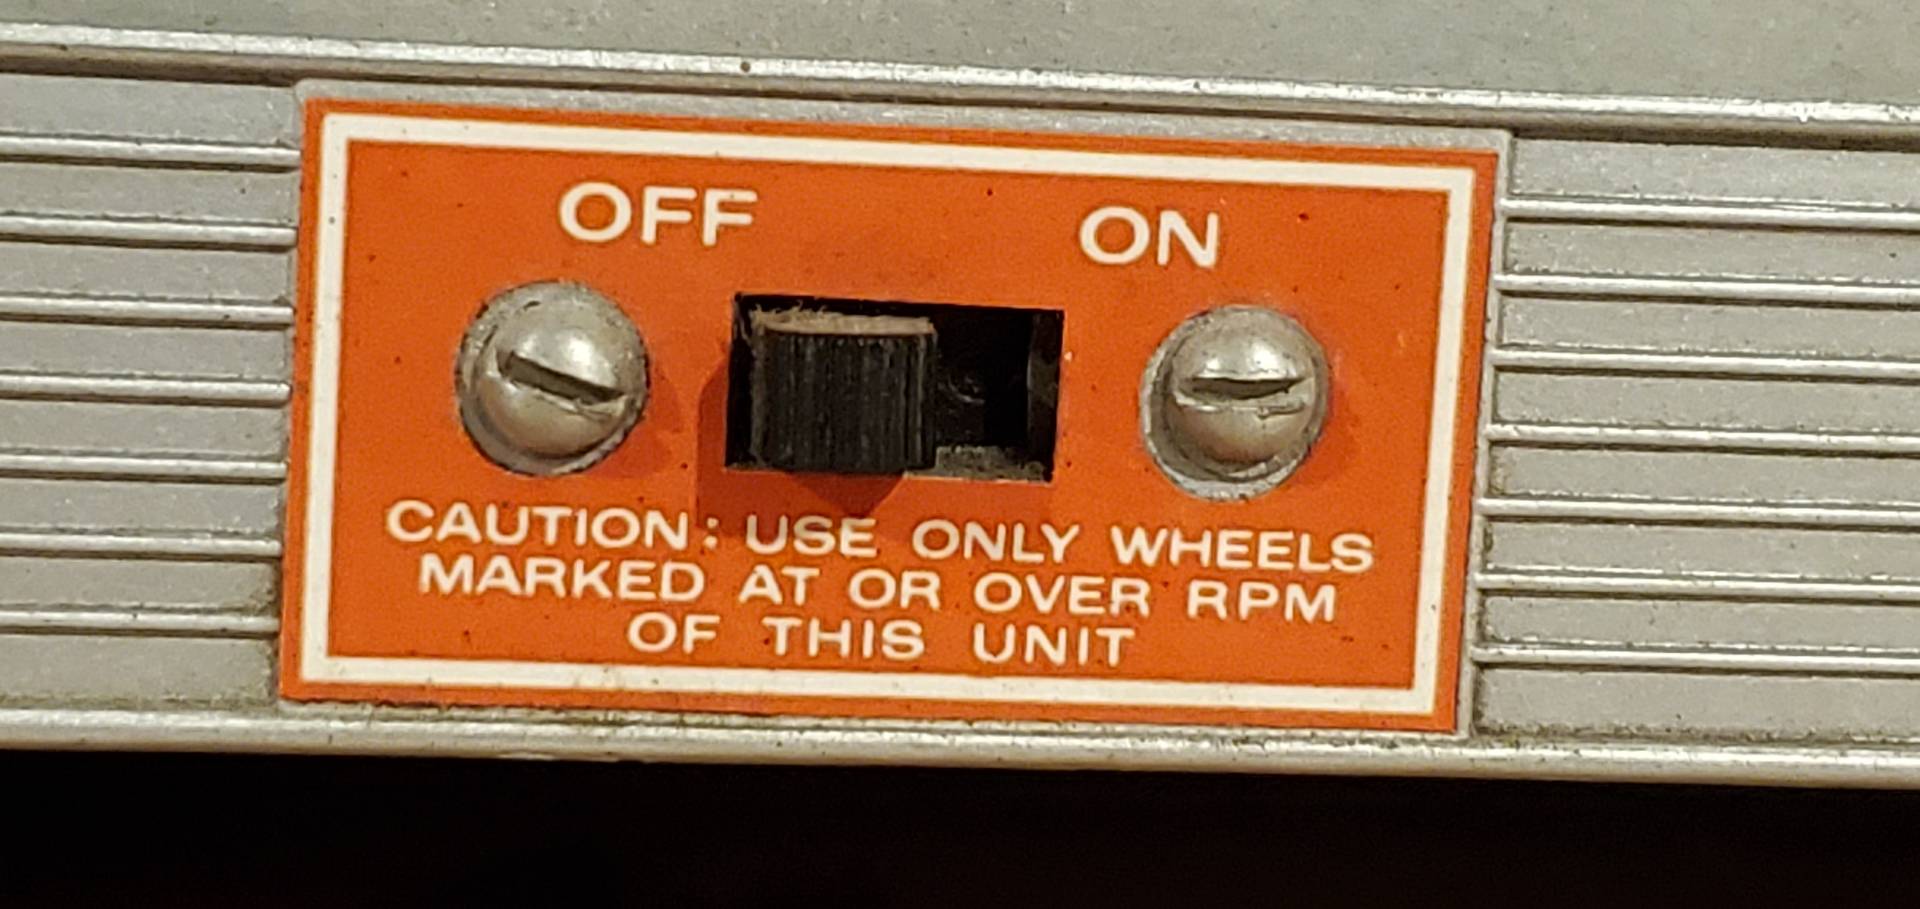 OFF ON
CAUTION: USE ONLY WHEELS
MARKED AT OR OVER RPM
OF THIS UNIT